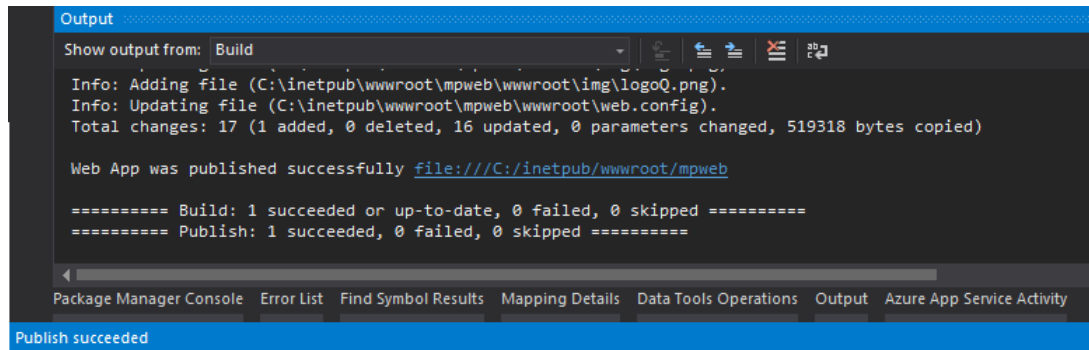 Output
Show output from: Build
Info: Adding file (C:\inetpub\wwwroot\mpweb\wwwroot\img\logoQ.png).
Info: Updating file (C:\inetpub\wwwroot\mpweb\wwwroot\web.config).
Total changes: 17 (1 added, 0 deleted, 16 updated, 0 parameters changed, 519318 bytes copied)
Web App was published successfully file:///C:/inetpub/wwwroot/mpweb
========== Build: 1 succeeded or up-to-date, 0 failed, 0 skipped ==========
========== Publish: 1 succeeded, 0 failed, 0 skipped ==========
Package Manager Console Error List Find Symbol Results Mapping Details Data Tools Operations Output Azure App Service Activity
Publish succeeded